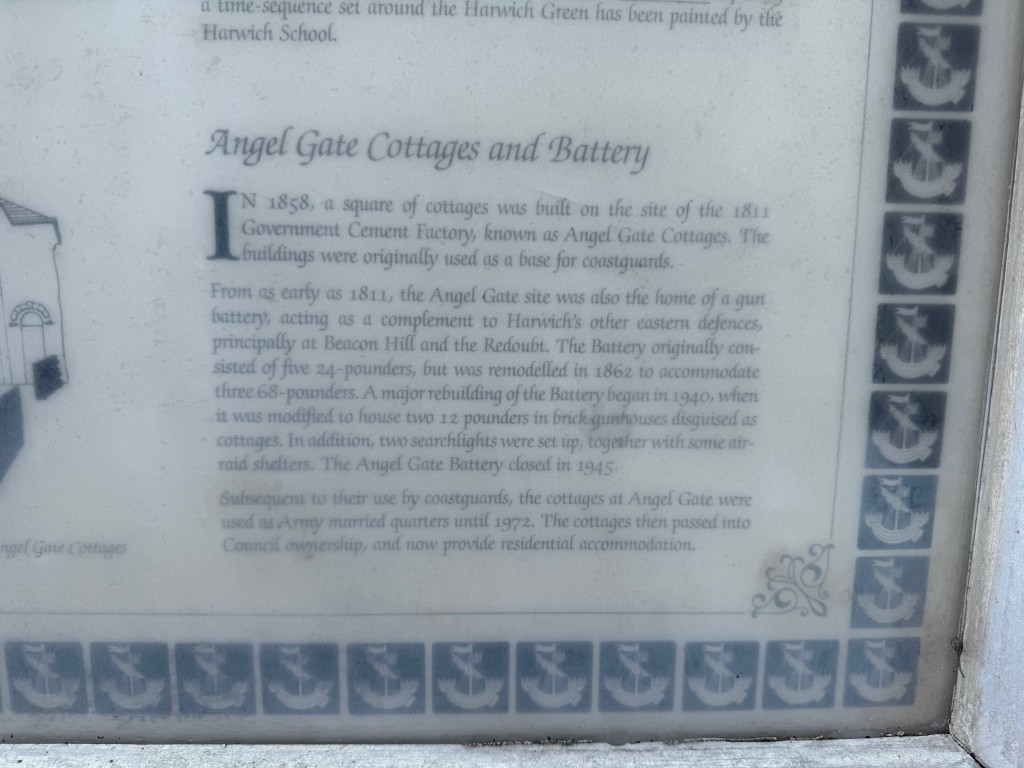 a time-sequence set around the Harwich Green has been painted by the
Harwich School.
Angel Gate Cottages and Battery
IN 1858, a square of cottages was built on the site of the 1811
Government Cement Factory, known as Angel Gate Cottages. The
buildings were originally used as a base for coastguards.
From as early as 1811, the Angel Gate site was also the home of a gun
battery, acting as a complement to Harwich's other eastern defences,
principally at Beacon Hill and the Redoubt. The Battery originally con-
sisted of five 24-pounders, but was remodelled in 1862 to accommodate
three 68-pounders. A major rebuilding of the Battery began in 1940, when
it was modified to house two 12 pounders in brick gunhouses disguised as
cottages. In addition, two searchlights were set up, together with some air-
raid shelters. The Angel Gate Battery closed in 1945.
Subsequent to their use by coastguards, the cottages at Angel Gate were
used as Army married quarters until 1972. The cottages then passed into
Council ownership, and now provide residential accommodation.
ngel Gate Cottages